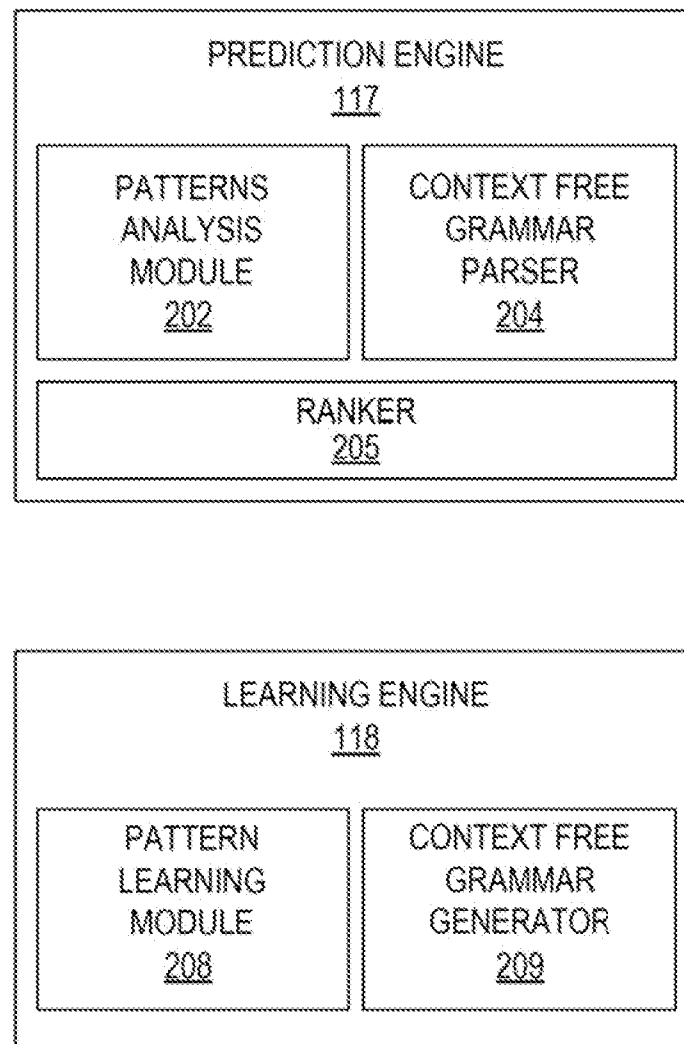 PREDICTION ENGINE
117
PATTERNS
ANALYSIS
MODULE
202
CONTEXT FREE
GRAMMAR
PARSER
204
RANKER
205
LEARNING ENGINE
118
PATTERN
LEARNING
MODULE
208
CONTEXT FREE
GRAMMAR
GENERATOR
209